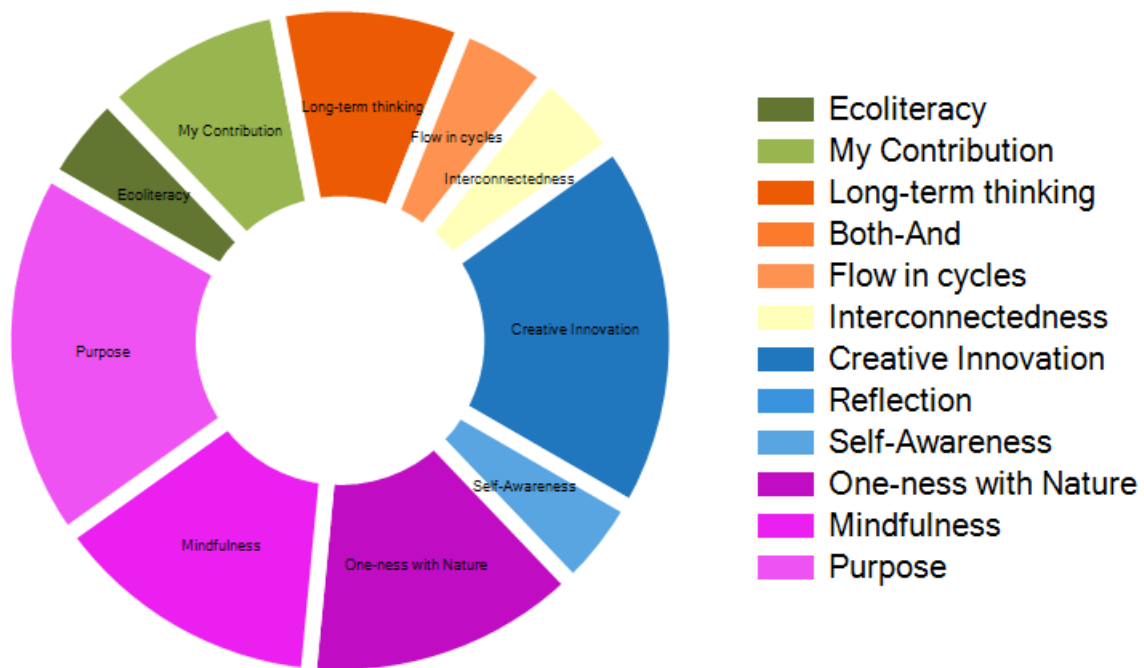 Long-term thinking
My Contribution
Flow in cycles
Interconnectedness
Ecoliteracy
Creative Innovation
Purpose
Self-Awareness
Mindfulness
One-ness with Nature
Ecoliteracy
My Contribution
Long-term thinking
Both-And
Flow in cycles
Interconnectedness
Creative Innovation
Reflection
Self-Awareness
One-ness with Nature
Mindfulness
Purpose